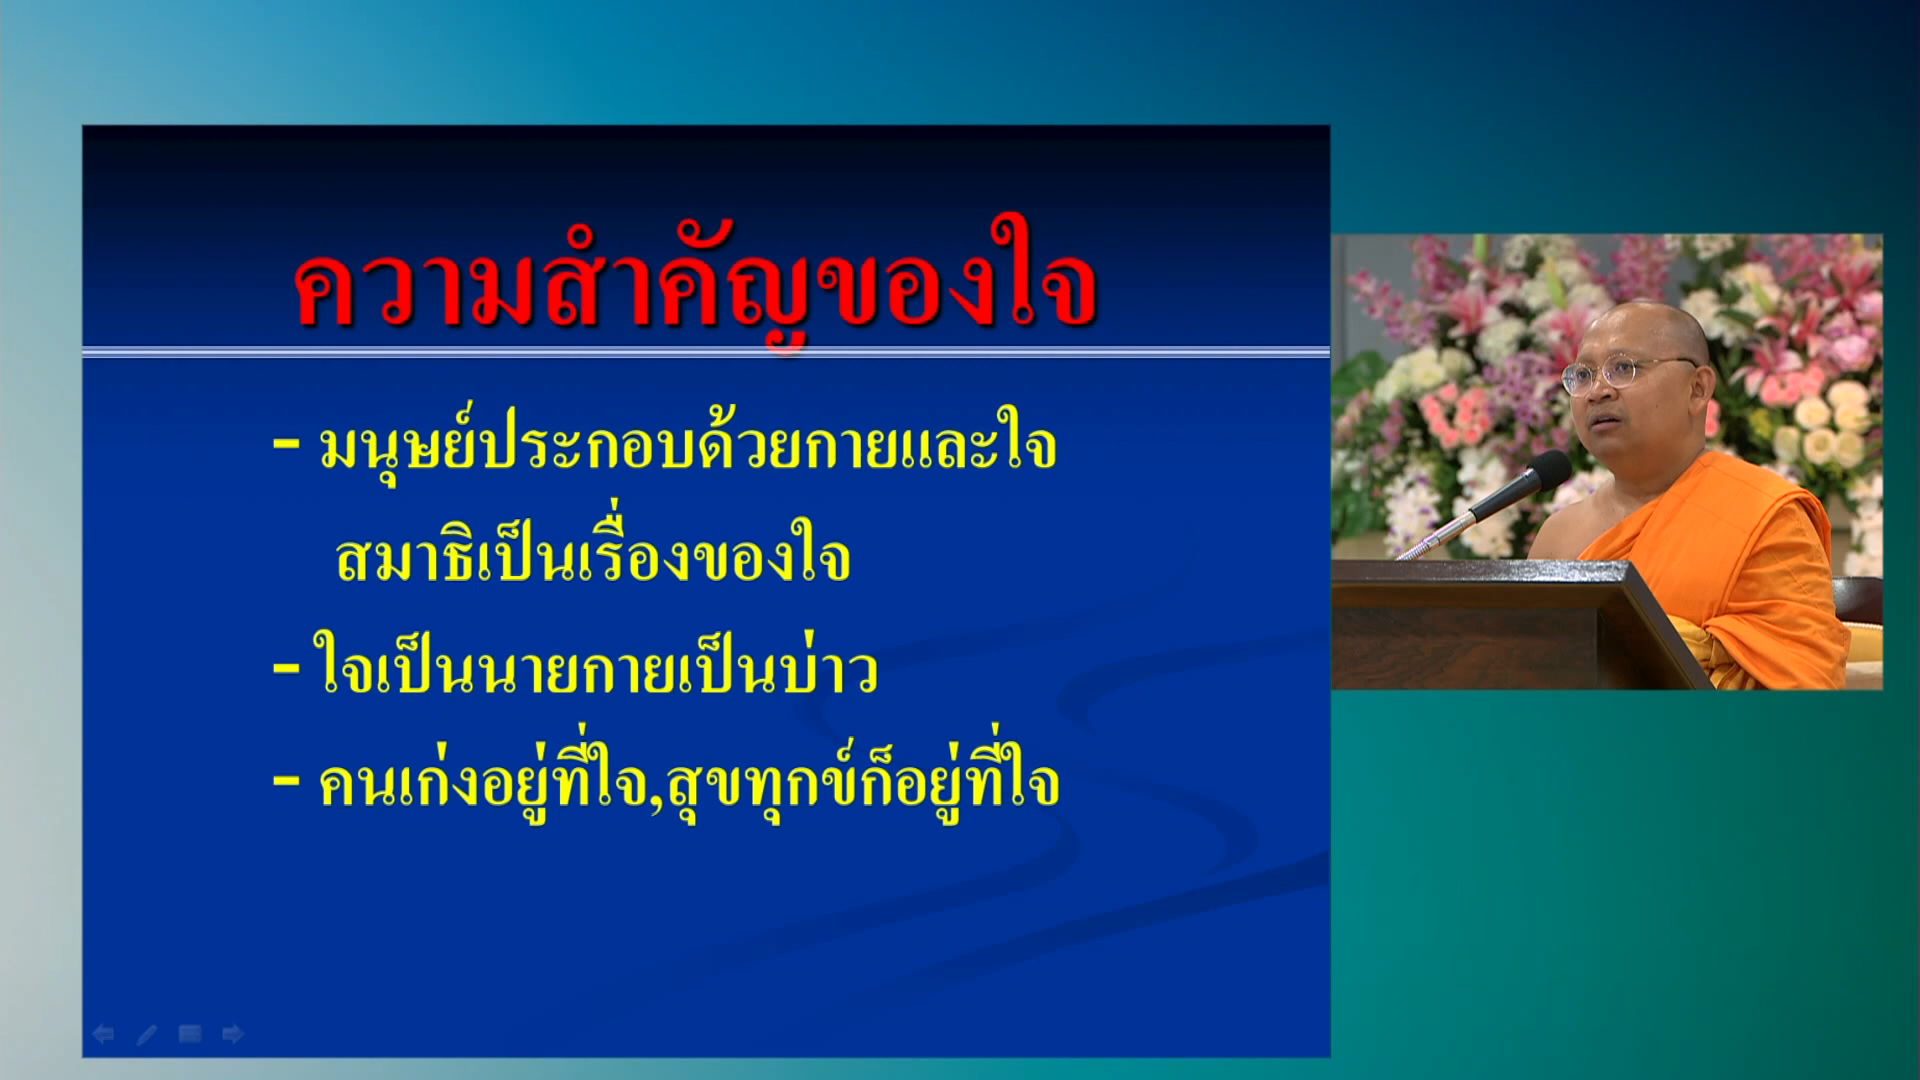 ความสำคัญของใจ
- มนุษย์ประกอบด้วยกายและใจ
สมาธิเป็นเรื่องของใจ
- ใจเป็นนายกายเป็นบ่าว
- คนเก่งอยู่ที่ใจ,สุขทุกข์ก็อยู่ที่ใจ